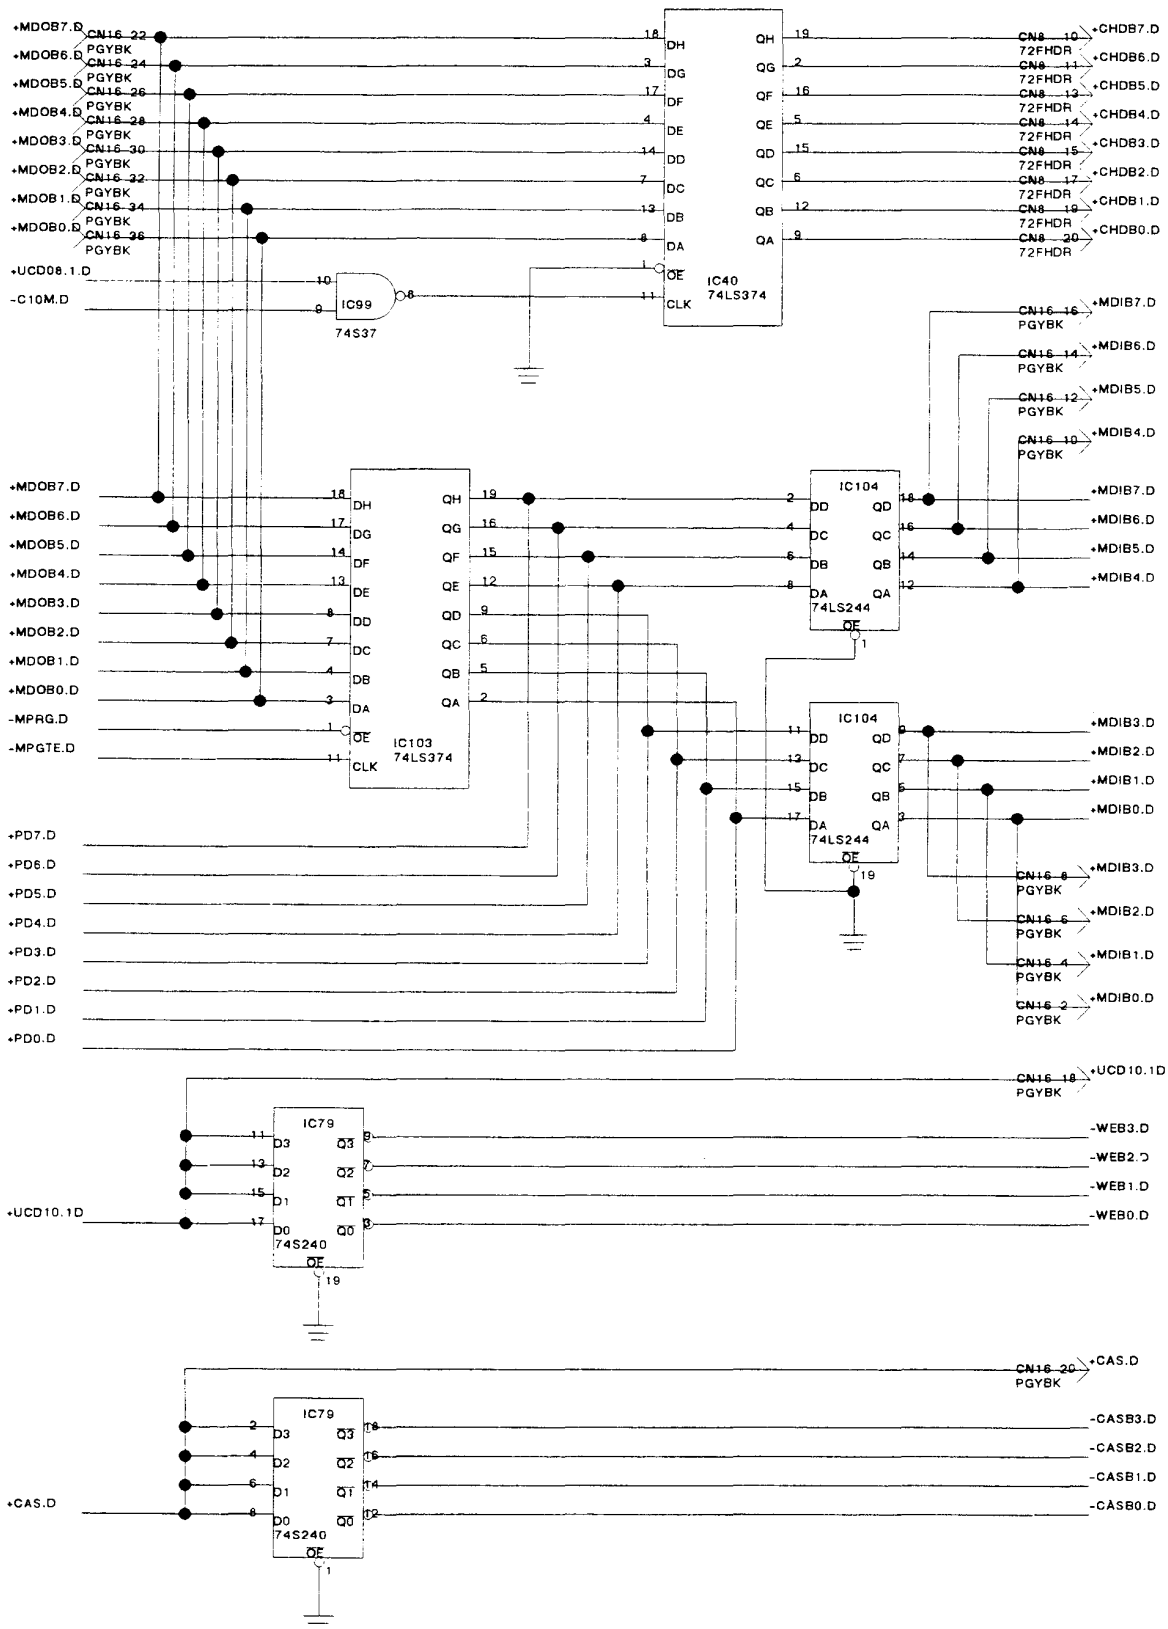 +MDOB7.D CN16 22 18 DH QH 19 CN8 10 +CHDB7.D
PGYBK 72FHDR
+MDOB6.D CN16 24 3 DG QG 2 CN8 11 +CHDB6.D
PGYBK 72FHDR
+MDOB5.D CN16 26 17 DF QF 16 CN8 13 +CHDB5.D
PGYBK 72FHDR
+MDOB4.D CN16 28 4 DE QE 5 CN8 14 +CHDB4.D
PGYBK 72FHDR
+MDOB3.D CN16 30 14 DD QD 15 CN8 15 +CHDB3.D
PGYBK 72FHDR
+MDOB2.D CN16 32 7 DC QC 6 CN8 17 +CHDB2.D
PGYBK 72FHDR
+MDOB1.D CN16 34 13 DB QB 12 CN8 19 +CHDB1.D
PGYBK 72FHDR
+MDOB0.D CN16 36 8 DA QA 9 CN8 20 +CHDB0.D
PGYBK 72FHDR
1 OE IC40
11 CLK 74LS374
+UCD08.1.D 10
-C10M.D 9 IC99 8
74S37
CN16 16 +MDIB7.D
PGYBK
CN16 14 +MDIB6.D
PGYBK
CN16 12 +MDIB5.D
PGYBK
CN16 10 +MDIB4.D
PGYBK
+MDOB7.D 18 DH QH 19
+MDOB6.D 17 DG QG 16
+MDOB5.D 14 DF QF 15
+MDOB4.D 13 DE QE 12
+MDOB3.D 8 DD QD 9
+MDOB2.D 7 DC QC 6
+MDOB1.D 4 DB QB 5
+MDOB0.D 3 DA QA 2
-MPRG.D 1 OE IC103
-MPGTE.D 11 CLK 74LS374
IC104
2 DD QD 18 +MDIB7.D
4 DC QC 16 +MDIB6.D
6 DB QB 14 +MDIB5.D
8 DA QA 12 +MDIB4.D
74LS244
OE
1
IC104
11 DD QD 9 +MDIB3.D
13 DC QC 7 +MDIB2.D
15 DB QB 5 +MDIB1.D
17 DA QA 3 +MDIB0.D
74LS244
OE
19
+PD7.D
+PD6.D
+PD5.D
+PD4.D
+PD3.D
+PD2.D
+PD1.D
+PD0.D
CN16 8 +MDIB3.D
PGYBK
CN16 6 +MDIB2.D
PGYBK
CN16 4 +MDIB1.D
PGYBK
CN16 2 +MDIB0.D
PGYBK
CN16 18 +UCD10.1D
PGYBK
IC79
11 D3 Q3 9 -WEB3.D
13 D2 Q2 7 -WEB2.D
15 D1 Q1 5 -WEB1.D
+UCD10.1D 17 D0 Q0 3 -WEB0.D
74S240
OE
19
CN16 20 +CAS.D
PGYBK
IC79
2 D3 Q3 18 -CASB3.D
4 D2 Q2 16 -CASB2.D
6 D1 Q1 14 -CASB1.D
+CAS.D 8 D0 Q0 12 -CASB0.D
74S240
OE
1